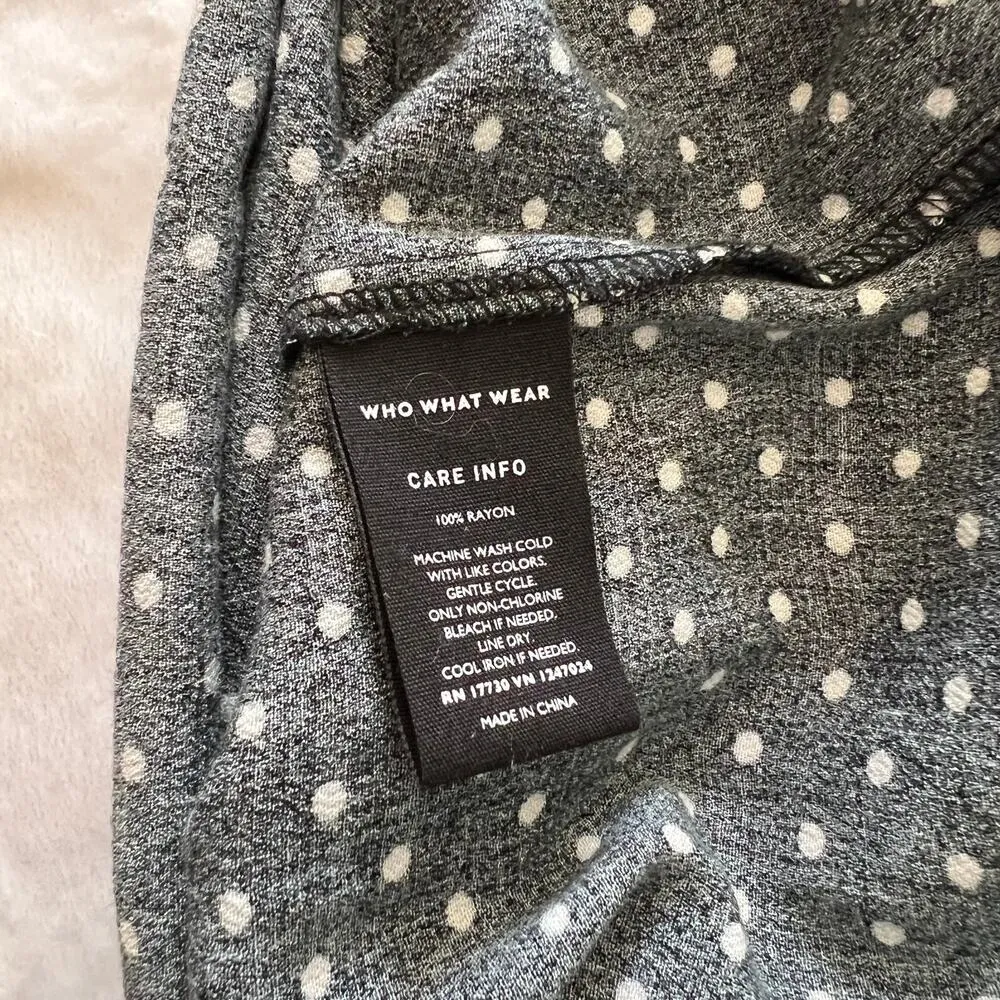 WHO WHAT WEAR
CARE INFO
100% RAYON
MACHINE WASH COLD
WITH LIKE COLORS.
GENTLE CYCLE.
ONLY NON-CHLORINE
BLEACH IF NEEDED.
LINE DRY.
COOL IRON IF NEEDED.
RN 17730 VN 1247024
MADE IN CHINA